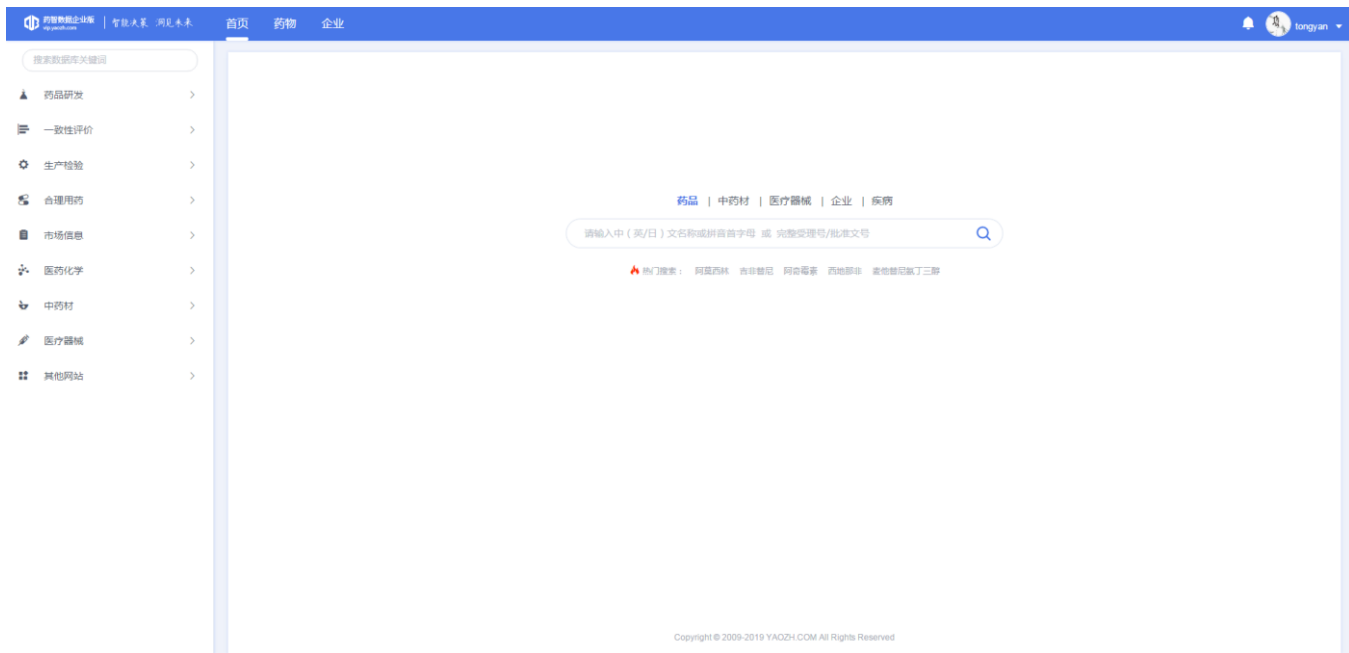 药智数据企业版
vip.yaozh.com
智能决策 洞见未来
首页 药物 企业
tongyan
搜索数据库关键词
药品研发
一致性评价
生产检验
合理用药
市场信息
医药化学
中药材
医疗器械
其他网站
药品 | 中药材 | 医疗器械 | 企业 | 疾病
请输入中(英/日)文名称或拼音首字母 或 完整受理号/批准文号
热门搜索: 阿莫西林 吉非替尼 阿奇霉素 西地那非 麦他替尼氨丁三醇
Copyright © 2009-2019 YAOZH.COM All Rights Reserved